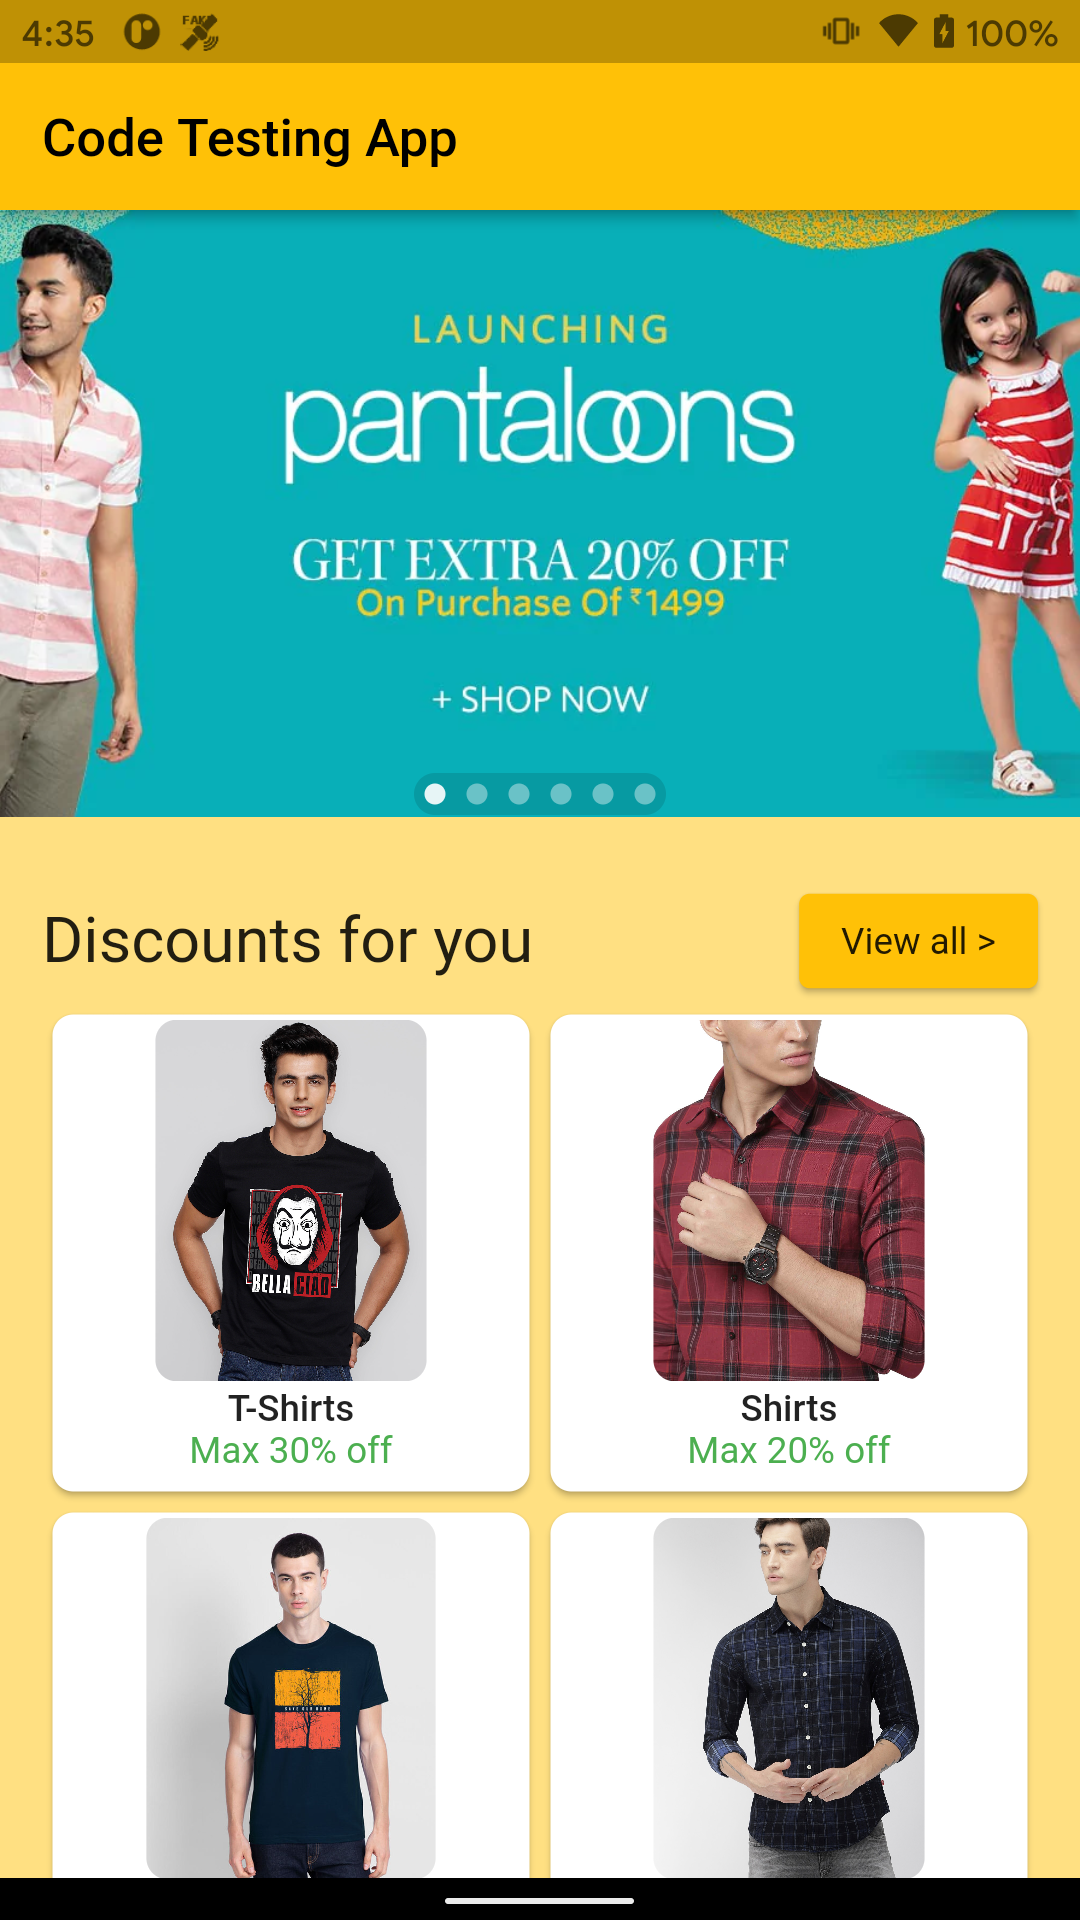 4:35
FAKE
100%
Code Testing App
LAUNCHING
pantaloons
GET EXTRA 20% OFF
On Purchase Of ₹1499
+ SHOP NOW
Discounts for you
View all >
BELLA CIAO
T-Shirts
Max 30% off
Shirts
Max 20% off